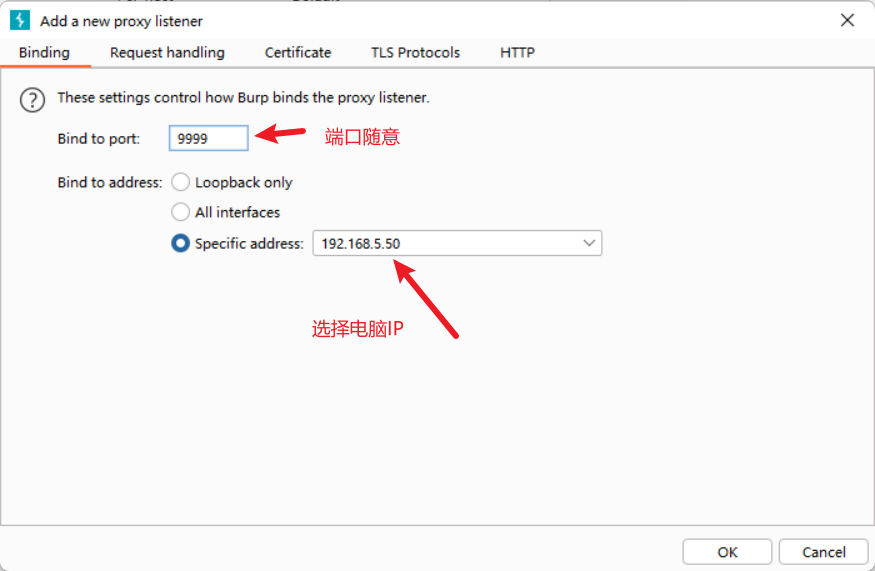 Add a new proxy listener
Binding Request handling Certificate TLS Protocols HTTP
These settings control how Burp binds the proxy listener.
Bind to port: 9999 端口随意
Bind to address: Loopback only
All interfaces
Specific address: 192.168.5.50
选择电脑IP
OK Cancel